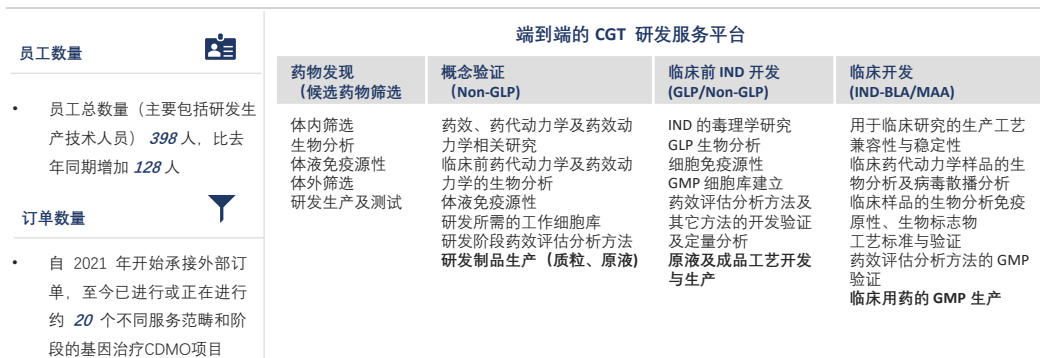 员工数量
• 员工总数量（主要包括研发生
产技术人员） 398 人，比去
年同期增加 128 人
订单数量
• 自 2021 年开始承接外部订
单，至今已进行或正在进行
约 20 个不同服务范畴和阶
段的基因治疗CDMO项目
端到端的 CGT 研发服务平台
药物发现
（候选药物筛选
体内筛选
生物分析
体液免疫源性
体外筛选
研发生产及测试
概念验证
（Non-GLP）
药效、药代动力学及药效动
力学相关研究
临床前药代动力学及药效动
力学的生物分析
体液免疫源性
研发所需的工作细胞库
研发阶段药效评估分析方法
研发制品生产（质粒、原液)
临床前 IND 开发
(GLP/Non-GLP)
IND 的毒理学研究
GLP 生物分析
细胞免疫源性
GMP 细胞库建立
药效评估分析方法及
其它方法的开发验证
及定量分析
原液及成品工艺开发
与生产
临床开发
(IND-BLA/MAA)
用于临床研究的生产工艺
兼容性与稳定性
临床药代动力学样品的生
物分析及病毒散播分析
临床样品的生物分析免疫
原性、生物标志物
工艺标准与验证
药效评估分析方法的 GMP
验证
临床用药的 GMP 生产